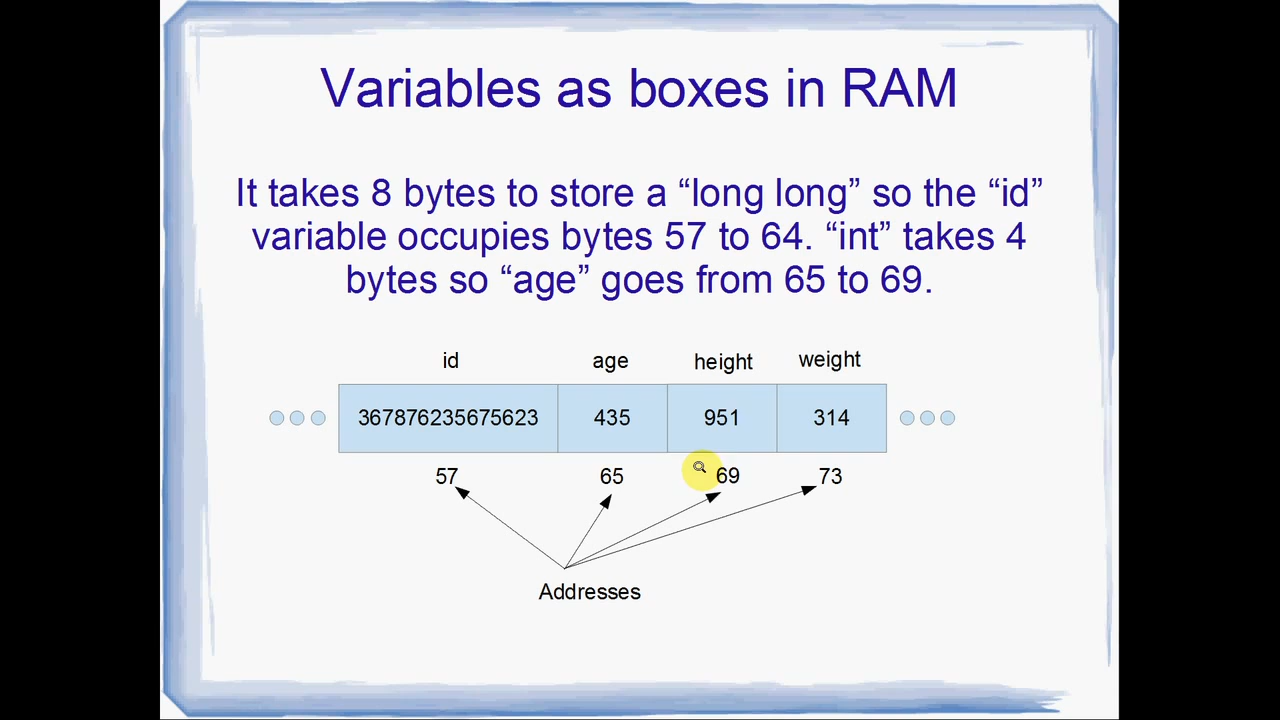 Variables as boxes in RAM
It takes 8 bytes to store a “long long” so the “id”
variable occupies bytes 57 to 64. “int” takes 4
bytes so “age” goes from 65 to 69.
id age height weight
367876235675623 435 951 314
57 65 69 73
Addresses